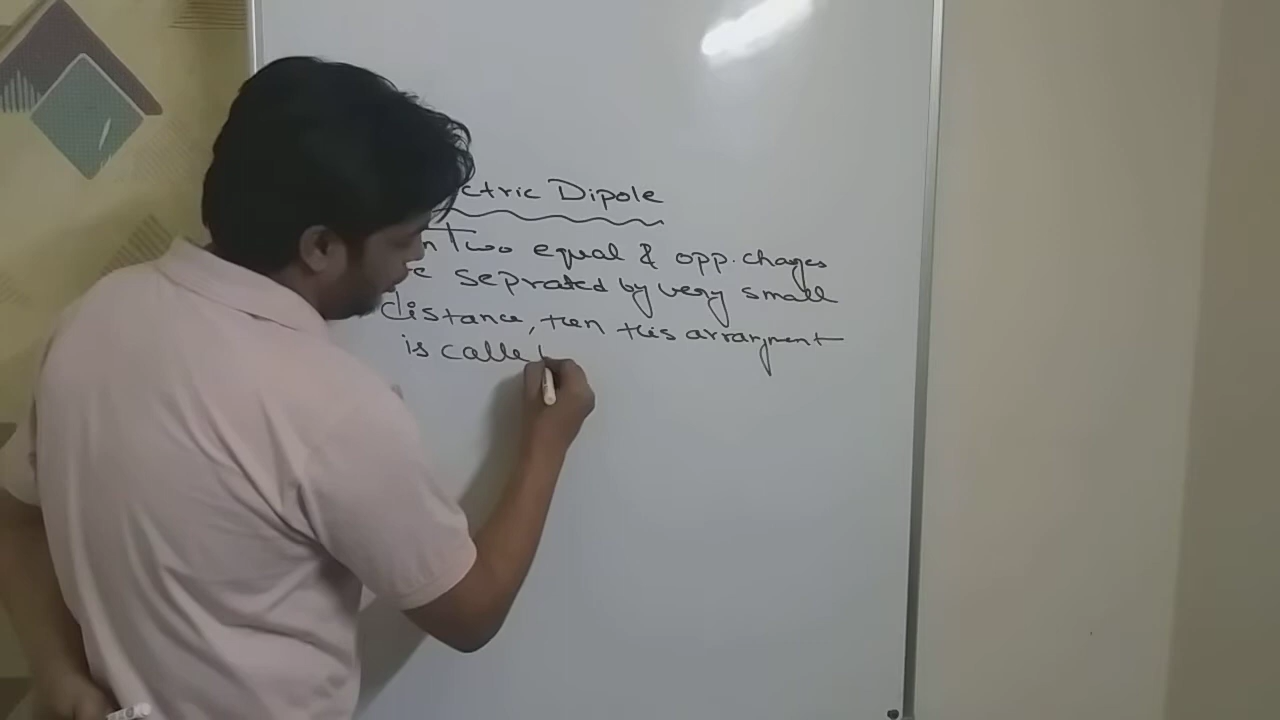 ctric Dipole
n Two equal & opp. charges
e seprated by very small
distance, then this arrangment
is calle